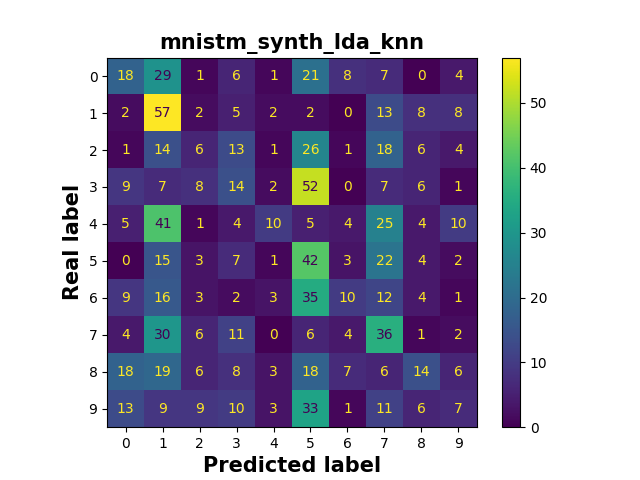 mnistm_synth_lda_knn
0 18 29 1 6 1 21 8 7 0 4
1 2 57 2 5 2 2 0 13 8 8
2 1 14 6 13 1 26 1 18 6 4
3 9 7 8 14 2 52 0 7 6 1
4 5 41 1 4 10 5 4 25 4 10
5 0 15 3 7 1 42 3 22 4 2
6 9 16 3 2 3 35 10 12 4 1
7 4 30 6 11 0 6 4 36 1 2
8 18 19 6 8 3 18 7 6 14 6
9 13 9 9 10 3 33 1 11 6 7
0 1 2 3 4 5 6 7 8 9
Predicted label
Real label
50
40
30
20
10
0